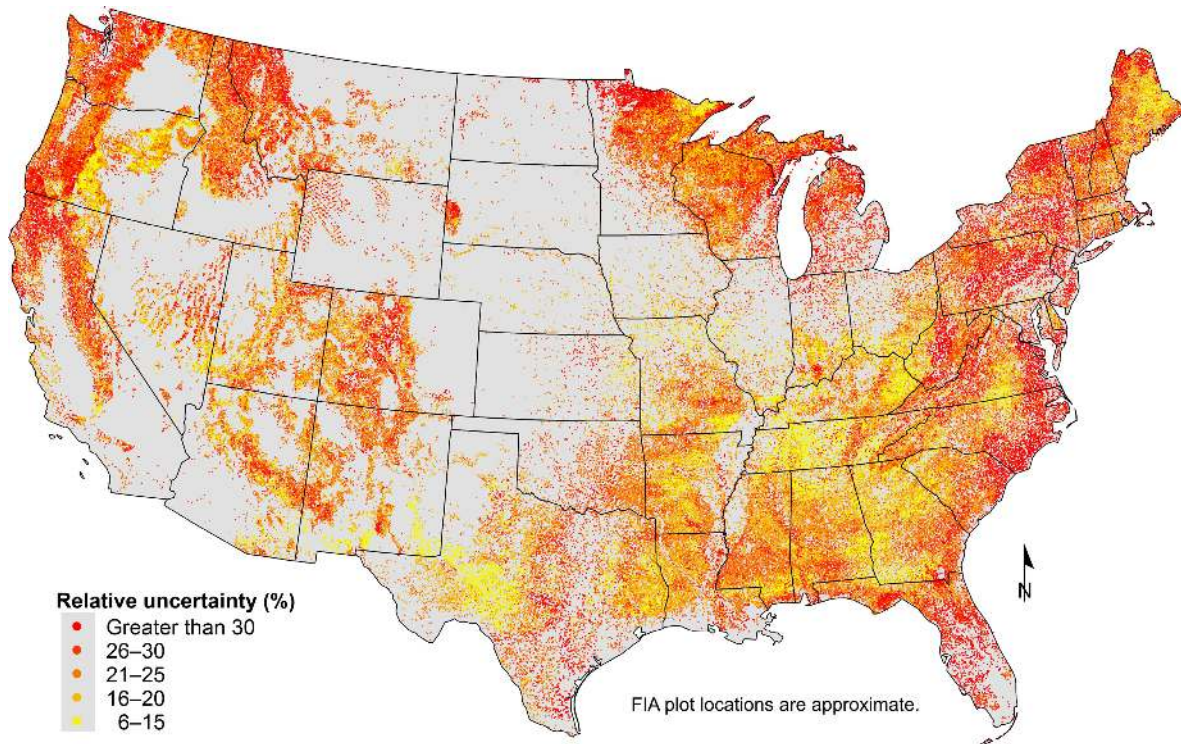 Relative uncertainty (%)
Greater than 30
26–30
21–25
16–20
6–15
N
FIA plot locations are approximate.